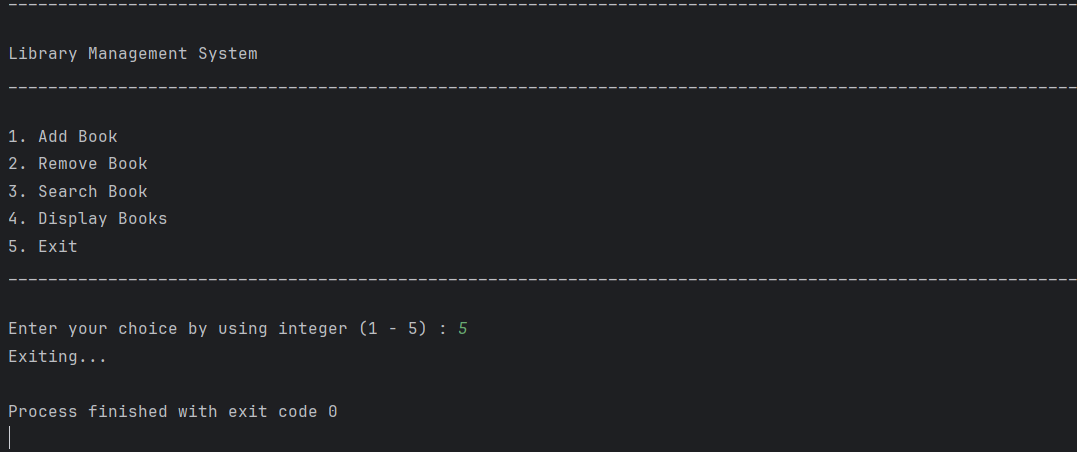 ------------------------------------------------------------------------------------------------------------
Library Management System
------------------------------------------------------------------------------------------------------------
1. Add Book
2. Remove Book
3. Search Book
4. Display Books
5. Exit
------------------------------------------------------------------------------------------------------------
Enter your choice by using integer (1 - 5) : 5
Exiting...
Process finished with exit code 0